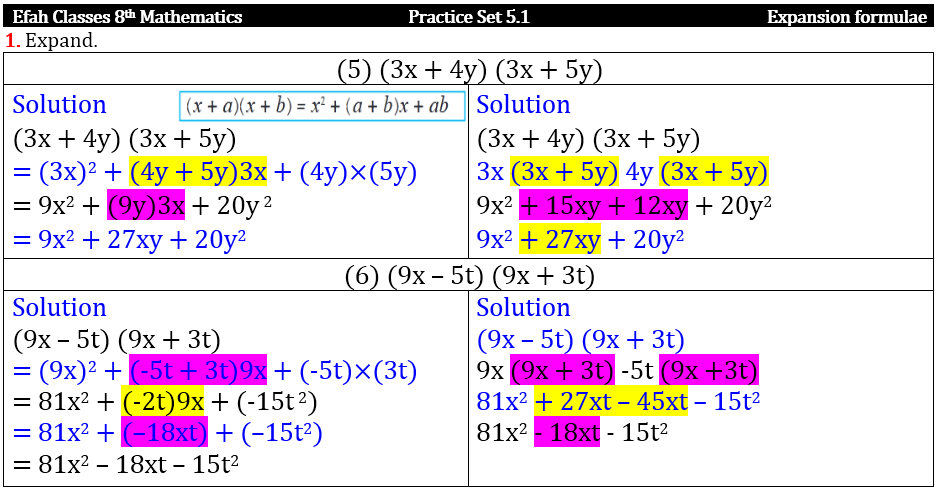 Efah Classes 8th Mathematics Practice Set 5.1 Expansion formulae
1. Expand.
(5) (3x + 4y) (3x + 5y)
Solution (x + a)(x + b) = x² + (a + b)x + ab
(3x + 4y) (3x + 5y)
= (3x)² + (4y + 5y)3x + (4y)×(5y)
= 9x² + (9y)3x + 20y²
= 9x² + 27xy + 20y²
Solution
(3x + 4y) (3x + 5y)
3x (3x + 5y) 4y (3x + 5y)
9x² + 15xy + 12xy + 20y²
9x² + 27xy + 20y²
(6) (9x – 5t) (9x + 3t)
Solution
(9x – 5t) (9x + 3t)
= (9x)² + (-5t + 3t)9x + (-5t)×(3t)
= 81x² + (-2t)9x + (-15t²)
= 81x² + (–18xt) + (–15t²)
= 81x² – 18xt – 15t²
Solution
(9x – 5t) (9x + 3t)
9x (9x + 3t) -5t (9x +3t)
81x² + 27xt – 45xt – 15t²
81x² - 18xt - 15t²